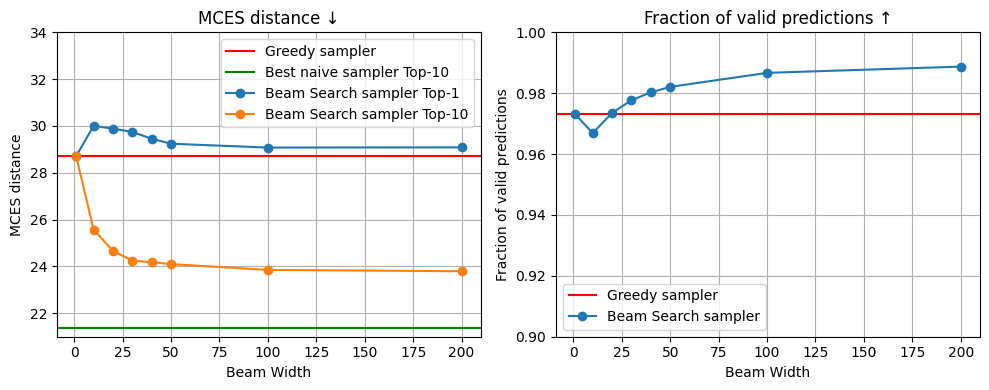 MCES distance ↓
34
32
30
28
26
24
22
MCES distance
Greedy sampler
Best naive sampler Top-10
Beam Search sampler Top-1
Beam Search sampler Top-10
0 25 50 75 100 125 150 175 200
Beam Width
Fraction of valid predictions ↑
1.00
0.98
0.96
0.94
0.92
0.90
Fraction of valid predictions
Greedy sampler
Beam Search sampler
0 25 50 75 100 125 150 175 200
Beam Width